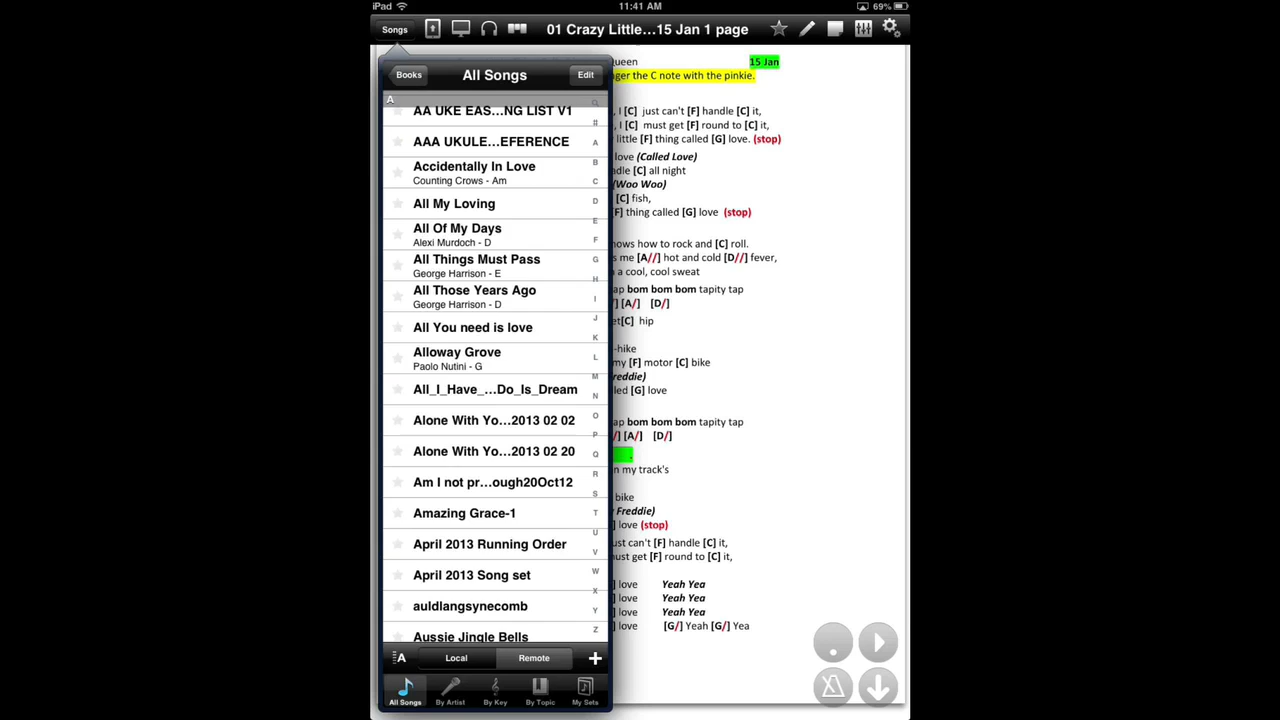 iPad 11:41 AM 69%
Songs 01 Crazy Little…15 Jan 1 page
Books All Songs Edit
A
AA UKE EAS…NG LIST V1
AAA UKULE…EFERENCE
Accidentally In Love
Counting Crows - Am
All My Loving
All Of My Days
Alexi Murdoch - D
All Things Must Pass
George Harrison - E
All Those Years Ago
George Harrison - D
All You need is love
Alloway Grove
Paolo Nutini - G
All_I_Have_…Do_Is_Dream
Alone With Yo…2013 02 02
Alone With Yo…2013 02 20
Am I not pr…ough20Oct12
Amazing Grace-1
April 2013 Running Order
April 2013 Song set
auldlangsynecomb
Aussie Jingle Bells
#
A
B
C
D
E
F
G
H
I
J
K
L
M
N
O
P
Q
R
S
T
U
V
W
X
Y
Z
A Local Remote +
All Songs By Artist By Key By Topic My Sets
Queen 15 Jan
ger the C note with the pinkie.
, I [C] just can't [F] handle [C] it,
, I [C] must get [F] round to [C] it,
little [F] thing called [G] love. (stop)
love (Called Love)
dle [C] all night
(Woo Woo)
[C] fish,
F] thing called [G] love (stop)
nows how to rock and [C] roll.
s me [A//] hot and cold [D//] fever,
n a cool, cool sweat
ap bom bom bom tapity tap
/] [A/] [D/]
et[C] hip
-hike
my [F] motor [C] bike
reddie)
led [G] love
ap bom bom bom tapity tap
/] [A/] [D/]
.
n my track's
bike
y Freddie)
] love (stop)
ust can't [F] handle [C] it,
must get [F] round to [C] it,
] love Yeah Yea
] love Yeah Yea
] love Yeah Yea
] love [G/] Yeah [G/] Yea